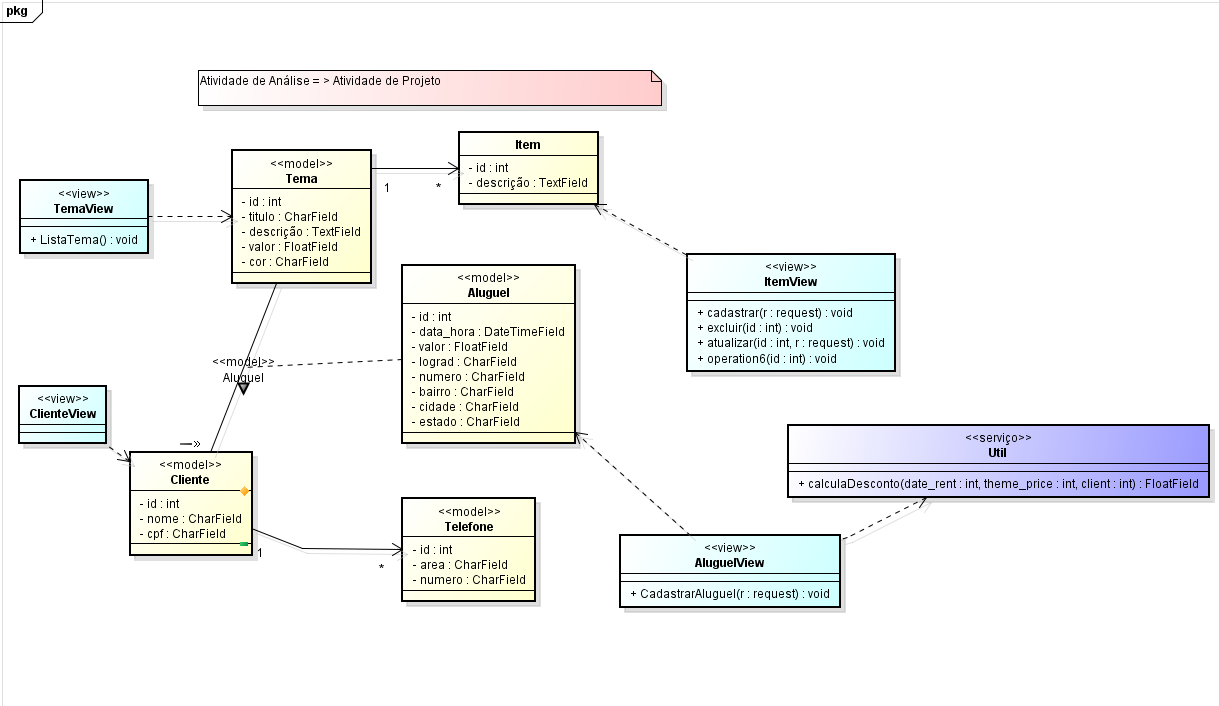 pkg
Atividade de Análise = > Atividade de Projeto
Item
- id : int
- descrição : TextField
<<model>>
Tema
- id : int
- titulo : CharField
- descrição : TextField
- valor : FloatField
- cor : CharField
1
*
<<view>>
TemaView
+ ListaTema() : void
<<view>>
ItemView
+ cadastrar(r : request) : void
+ excluir(id : int) : void
+ atualizar(id : int, r : request) : void
+ operation6(id : int) : void
<<model>>
Aluguel
- id : int
- data_hora : DateTimeField
- valor : FloatField
- lograd : CharField
- numero : CharField
- bairro : CharField
- cidade : CharField
- estado : CharField
<<model>>
Aluguel
<<view>>
ClienteView
<<serviço>>
Util
+ calculaDesconto(date_rent : int, theme_price : int, client : int) : FloatField
<<model>>
Cliente
- id : int
- nome : CharField
- cpf : CharField
1
*
<<model>>
Telefone
- id : int
- area : CharField
- numero : CharField
<<view>>
AluguelView
+ CadastrarAluguel(r : request) : void